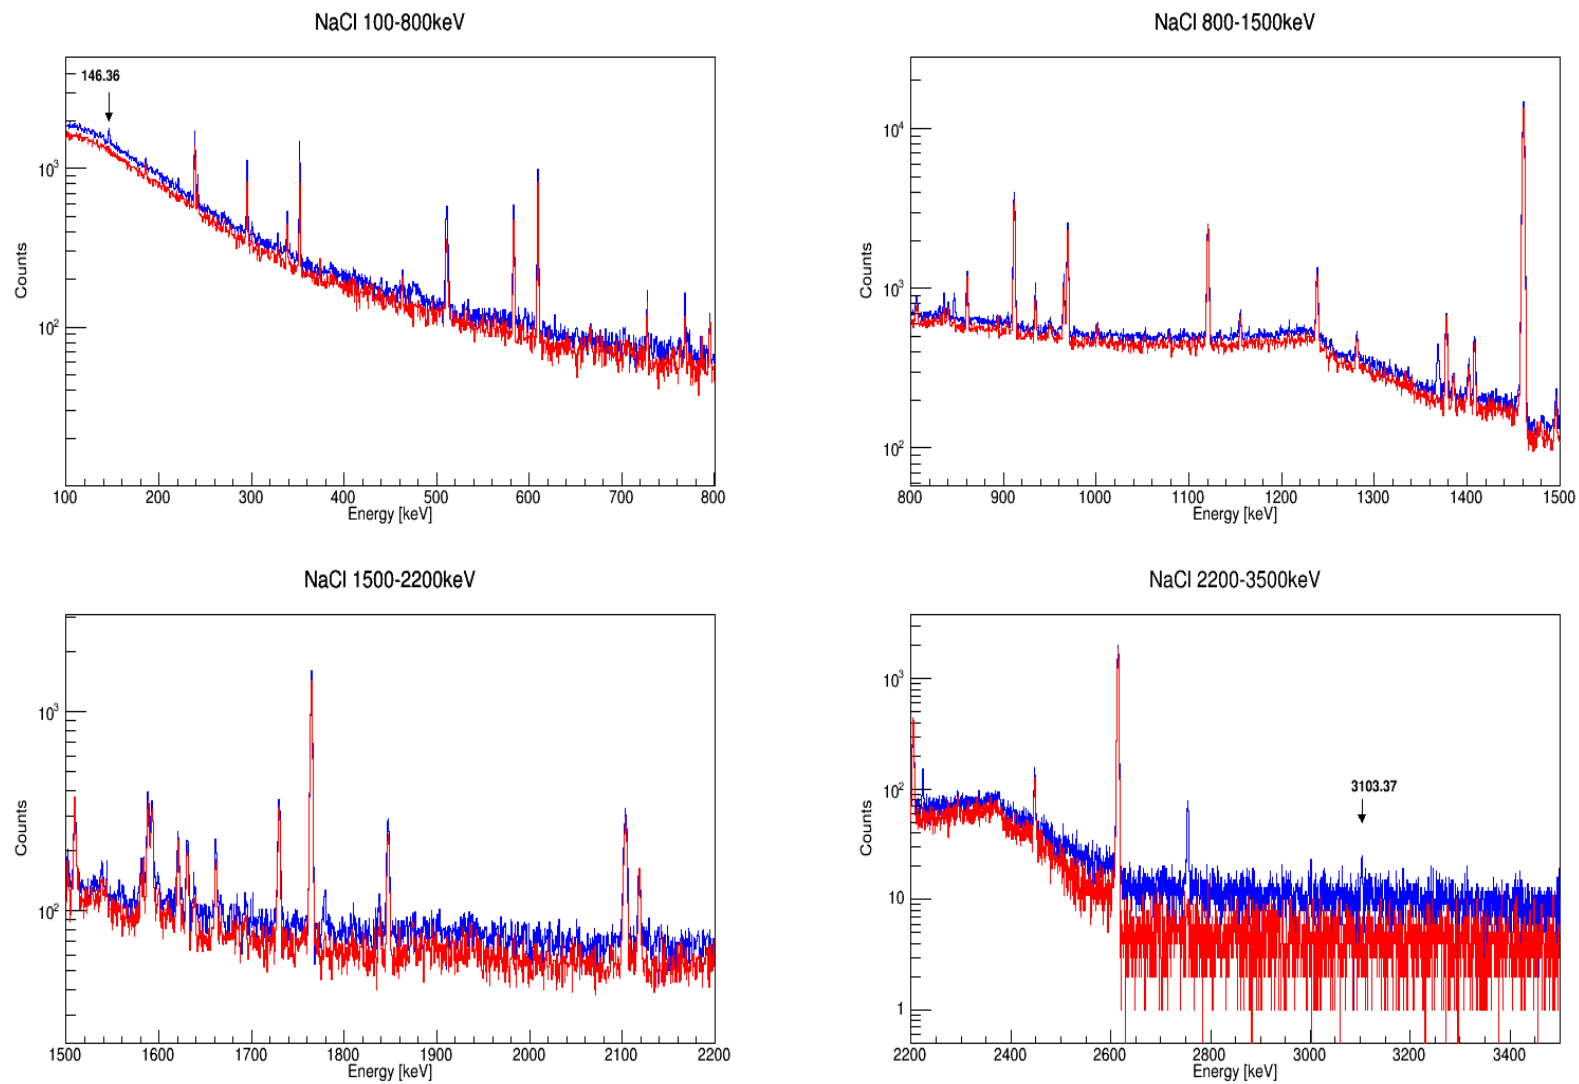 NaCl 100-800keV
146.36
10³
10²
Counts
100 200 300 400 500 600 700 800
Energy [keV]
NaCl 800-1500keV
10⁴
10³
10²
Counts
800 900 1000 1100 1200 1300 1400 1500
Energy [keV]
NaCl 1500-2200keV
10³
10²
Counts
1500 1600 1700 1800 1900 2000 2100 2200
Energy [keV]
NaCl 2200-3500keV
3103.37
10³
10²
10
1
Counts
2200 2400 2600 2800 3000 3200 3400
Energy [keV]